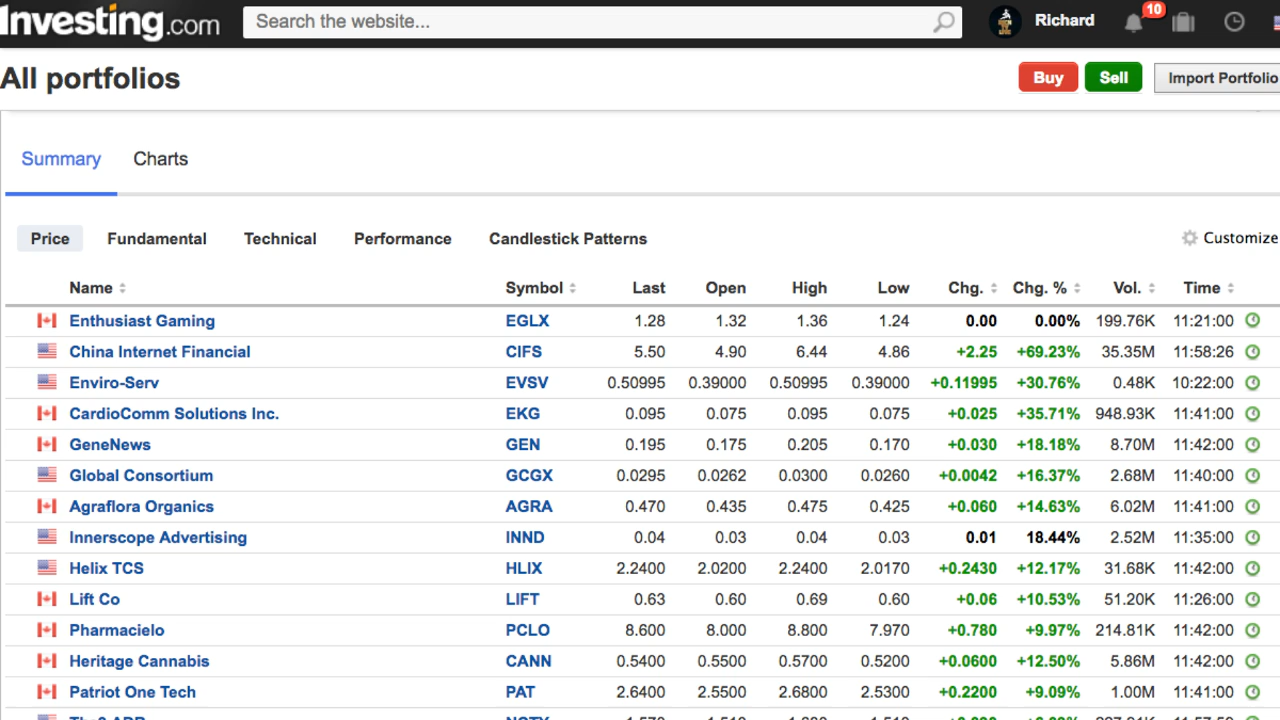 Investing.com Search the website... Richard 10
All portfolios Buy Sell Import Portfolio
Summary Charts
Price Fundamental Technical Performance Candlestick Patterns Customize
Name Symbol Last Open High Low Chg. Chg. % Vol. Time
Enthusiast Gaming EGLX 1.28 1.32 1.36 1.24 0.00 0.00% 199.76K 11:21:00
China Internet Financial CIFS 5.50 4.90 6.44 4.86 +2.25 +69.23% 35.35M 11:58:26
Enviro-Serv EVSV 0.50995 0.39000 0.50995 0.39000 +0.11995 +30.76% 0.48K 10:22:00
CardioComm Solutions Inc. EKG 0.095 0.075 0.095 0.075 +0.025 +35.71% 948.93K 11:41:00
GeneNews GEN 0.195 0.175 0.205 0.170 +0.030 +18.18% 8.70M 11:42:00
Global Consortium GCGX 0.0295 0.0262 0.0300 0.0260 +0.0042 +16.37% 2.68M 11:40:00
Agraflora Organics AGRA 0.470 0.435 0.475 0.425 +0.060 +14.63% 6.02M 11:41:00
Innerscope Advertising INND 0.04 0.03 0.04 0.03 0.01 18.44% 2.52M 11:35:00
Helix TCS HLIX 2.2400 2.0200 2.2400 2.0170 +0.2430 +12.17% 31.68K 11:42:00
Lift Co LIFT 0.63 0.60 0.69 0.60 +0.06 +10.53% 51.20K 11:26:00
Pharmacielo PCLO 8.600 8.000 8.800 7.970 +0.780 +9.97% 214.81K 11:42:00
Heritage Cannabis CANN 0.5400 0.5500 0.5700 0.5200 +0.0600 +12.50% 5.86M 11:42:00
Patriot One Tech PAT 2.6400 2.5500 2.6800 2.5300 +0.2200 +9.09% 1.00M 11:41:00